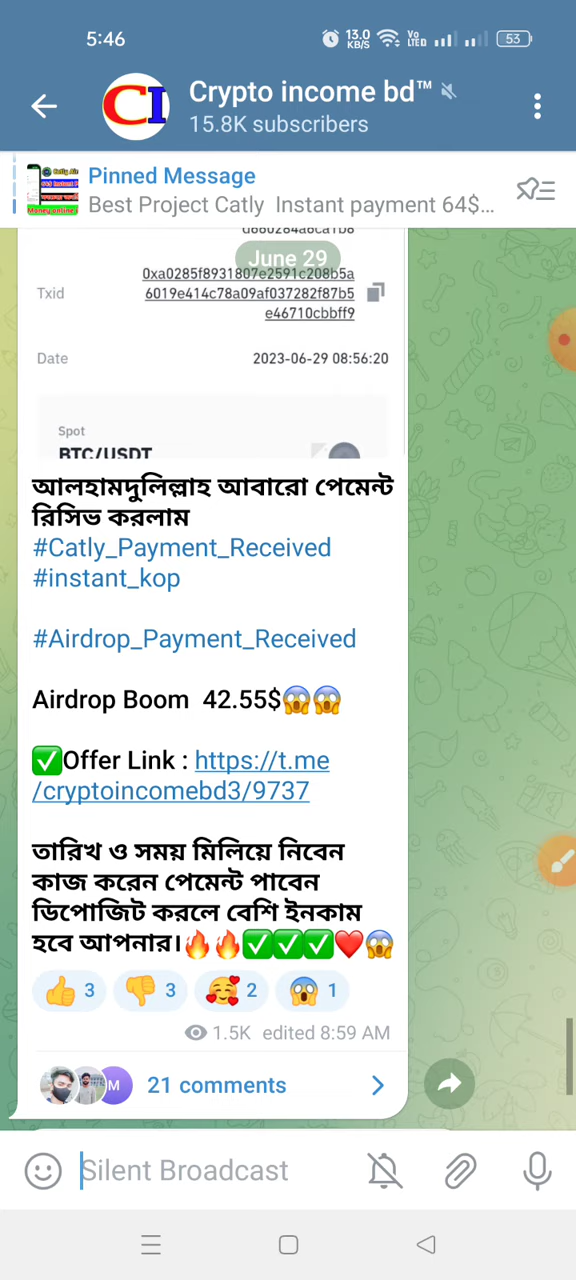 5:46
13.0
KB/S
Vo
LTE
53
CI
Crypto income bd™
15.8K subscribers
Pinned Message
Best Project Catly Instant payment 64$...
June 29
0xa0285f8931807e2591c208b5a
Txid
6019e414c78a09af037282f87b5
e46710cbbff9
Date
2023-06-29 08:56:20
Spot
BTC/USDT
আলহামদুলিল্লাহ আবারো পেমেন্ট
রিসিভ করলাম
#Catly_Payment_Received
#instant_kop
#Airdrop_Payment_Received
Airdrop Boom 42.55$😱😱
✅Offer Link : https://t.me
/cryptoincomebd3/9737
তারিখ ও সময় মিলিয়ে নিবেন
কাজ করেন পেমেন্ট পাবেন
ডিপোজিট করলে বেশি ইনকাম
হবে আপনার।🔥🔥✅✅✅❤️😱
👍 3 👎 3 🥰 2 😱 1
1.5K edited 8:59 AM
M
21 comments
Silent Broadcast